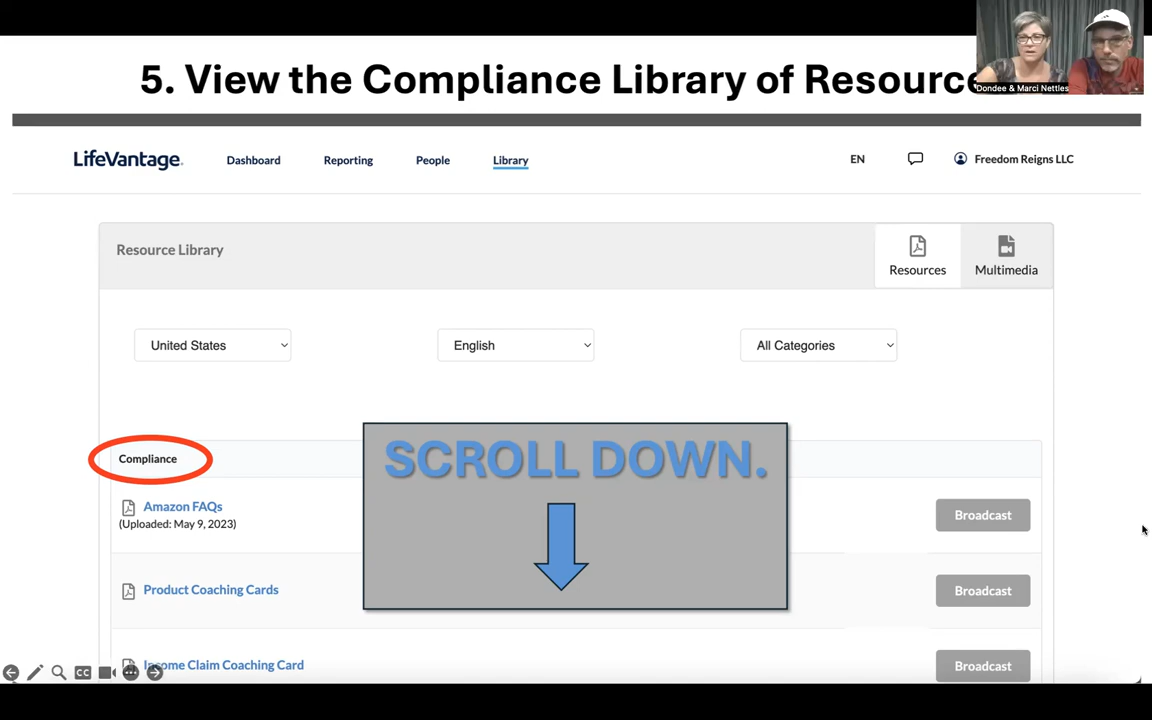 5. View the Compliance Library of Resource
Dondee & Marci Nettles
LifeVantage
Dashboard
Reporting
People
Library
EN
Freedom Reigns LLC
Resource Library
Resources
Multimedia
United States
English
All Categories
Compliance
SCROLL DOWN.
Amazon FAQs
(Uploaded: May 9, 2023)
Broadcast
Product Coaching Cards
Broadcast
CC
Income Claim Coaching Card
Broadcast